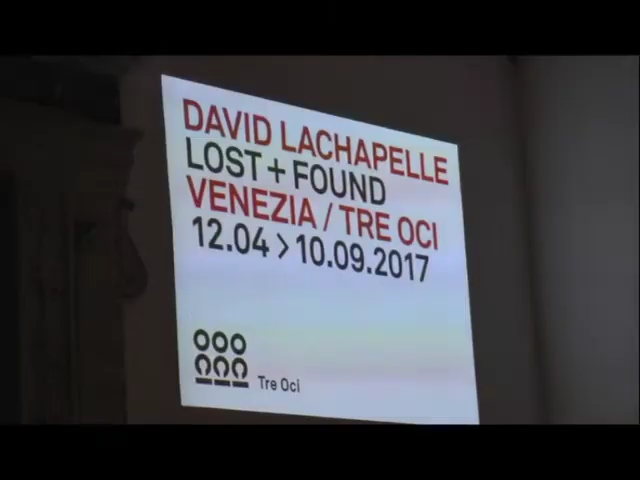 DAVID LACHAPELLE
LOST + FOUND
VENEZIA / TRE OCI
12.04 > 10.09.2017
Tre Oci